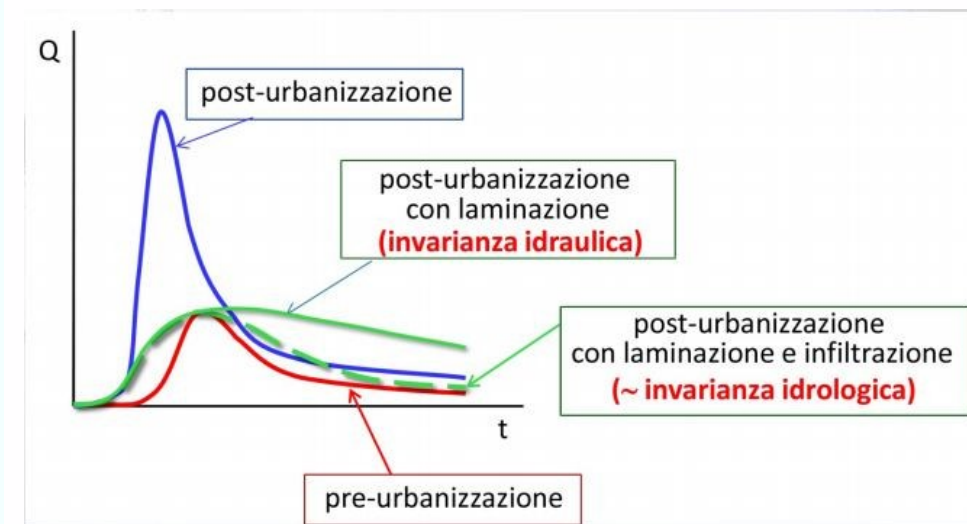 Q
post-urbanizzazione
post-urbanizzazione
con laminazione
(invarianza idraulica)
post-urbanizzazione
con laminazione e infiltrazione
(~ invarianza idrologica)
t
pre-urbanizzazione